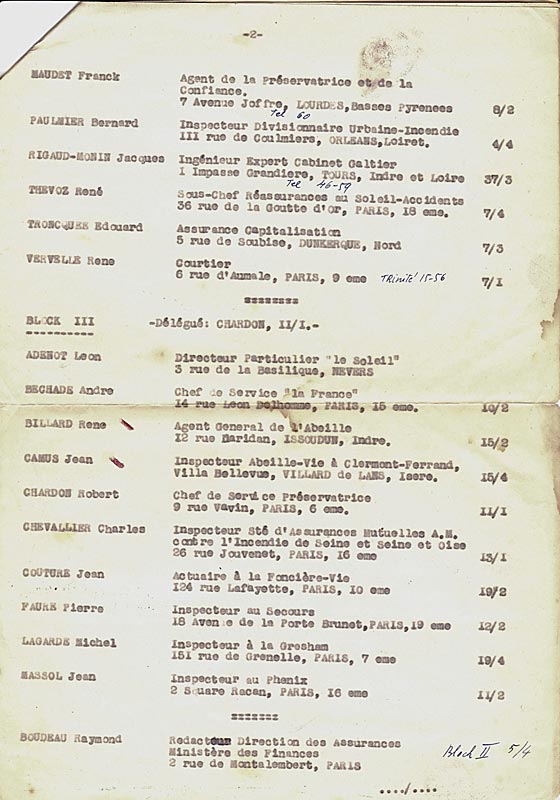 -2-
MAUDET Franck Agent de la Préservatrice et de la
Confiance.
7 Avenue Joffre, LOURDES,Basses Pyrenees 8/2
Tel 60
PAULMIER Bernard Inspecteur Divisionnaire Urbaine-Incendie
III rue de Coulmiers, ORLEANS,Loiret. 4/4
RIGAUD-MONIN Jacques Ingénieur Expert Cabinet Galtier
I Impasse Grandiere, TOURS, Indre et Loire 37/3
Tel 46-59
THEVOZ René Sous-Chef Réassurances au Soleil-Accidents
36 rue de la Goutte d'Or, PARIS, 18 eme. 7/4
TRONCQUEE Edouard Assurance Capitalisation
5 rue de Soubise, DUNKERQUE, Nord 7/3
VERVELLE Rene Courtier
6 rue d'Aumale, PARIS, 9 eme TRinité 15-56 7/1
========
BLOCK III -Délégué: CHARDON, II/I.-
----------
ADENOT Leon Directeur Particulier "le Soleil"
3 rue de la Basilique, NEVERS
BECHADE Andre Chef de Service "la France"
14 rue Leon Delhomme, PARIS, 15 eme. 10/2
BILLARD Rene Agent General de l'Abeille
12 rue Daridan, ISSOUDUN, Indre. 15/2
CAMUS Jean Inspecteur Abeille-Vie à Clermont-Ferrand,
Villa Bellevue, VILLARD de LANS, Isere. 15/4
CHARDON Robert Chef de Service Préservatrice
9 rue Vavin, PARIS, 6 eme. 11/1
CHEVALLIER Charles Inspecteur Sté d'Assurances Mutuelles A.M.
contre l'Incendie de Seine et Seine et Oise
26 rue Jouvenet, PARIS, 16 eme 13/1
COUTURE Jean Actuaire à la Foncière-Vie
124 rue Lafayette, PARIS, 10 eme 19/2
FAURE Pierre Inspecteur au Secours
18 Avenue de la Porte Brunet,PARIS,19 eme 12/2
LAGARDE Michel Inspecteur à la Gresham
151 rue de Grenelle, PARIS, 7 eme 19/4
MASSOL Jean Inspecteur au Phenix
2 Square Racan, PARIS, 16 eme 11/2
=======
BOUDEAU Raymond Redacteur Direction des Assurances
Ministère des Finances Block II 5/4
2 rue de Montalembert, PARIS
..../....